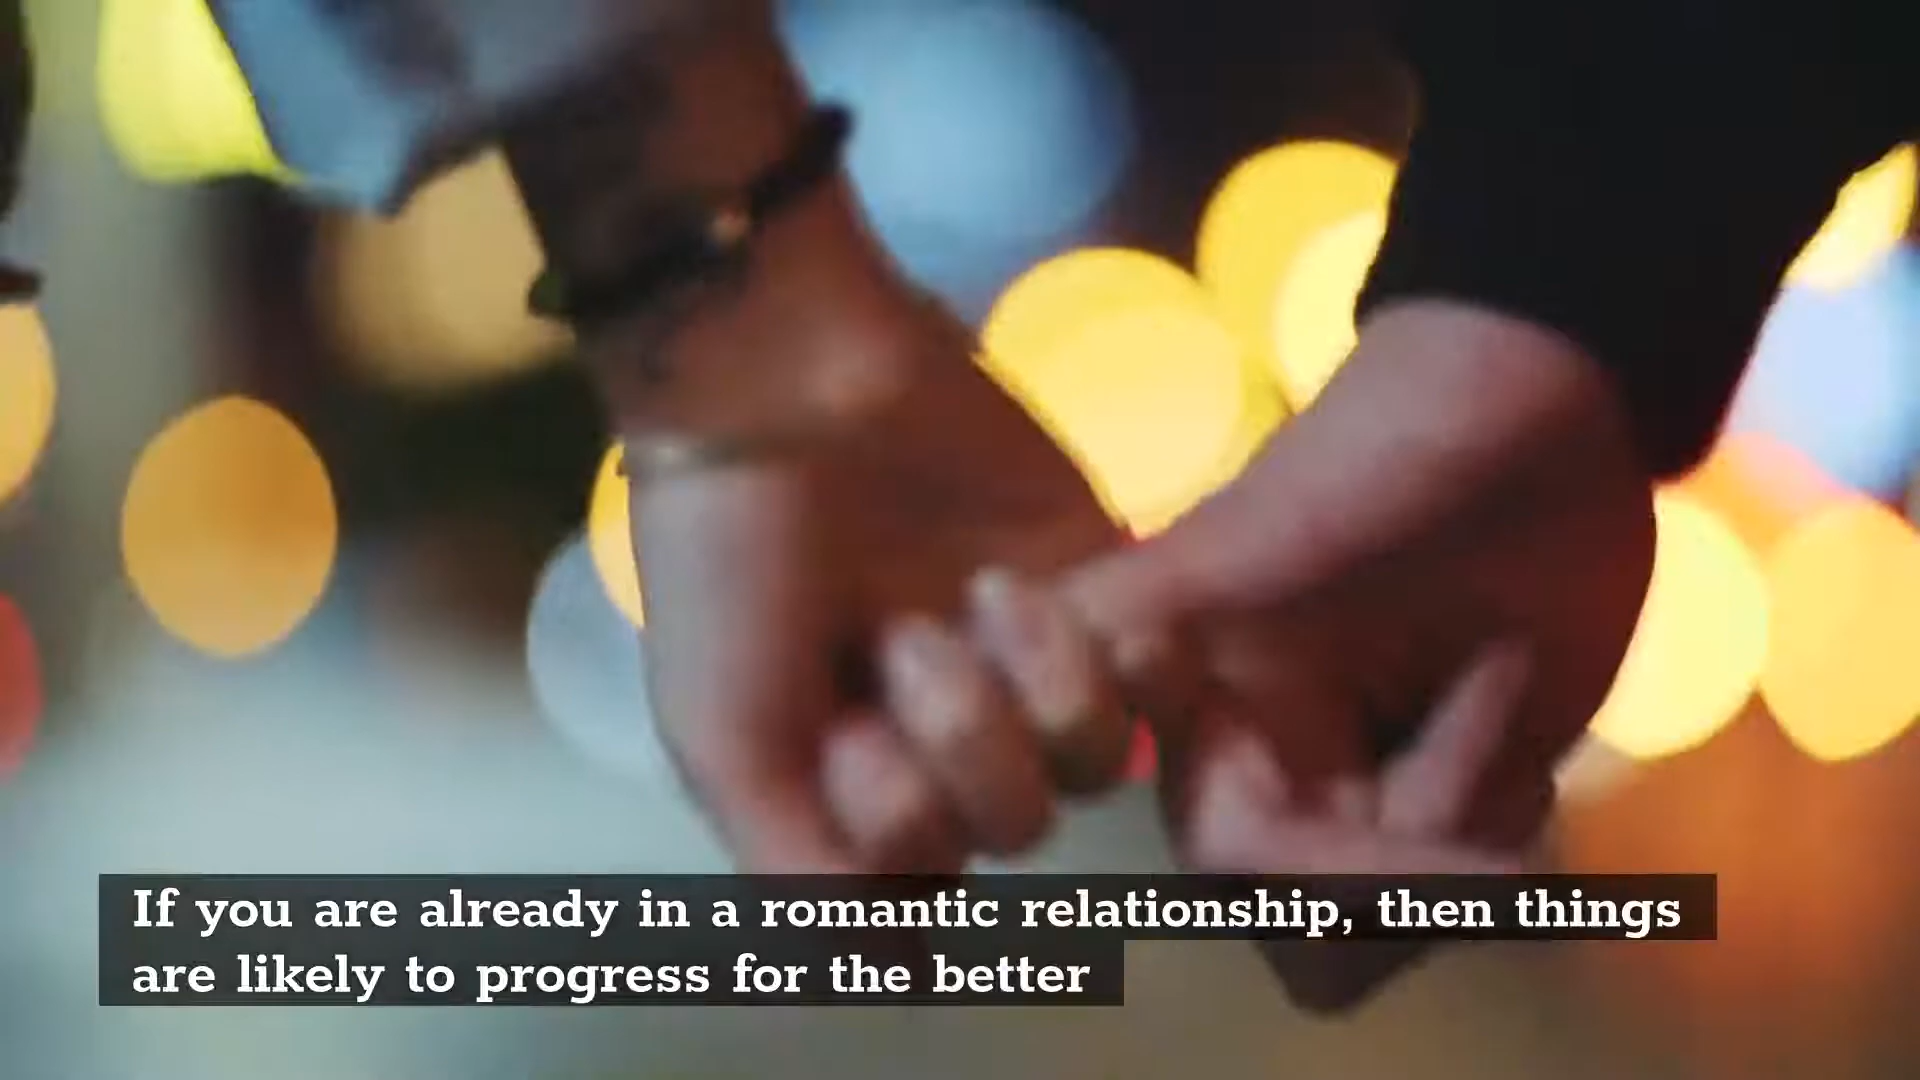 If you are already in a romantic relationship, then things
are likely to progress for the better